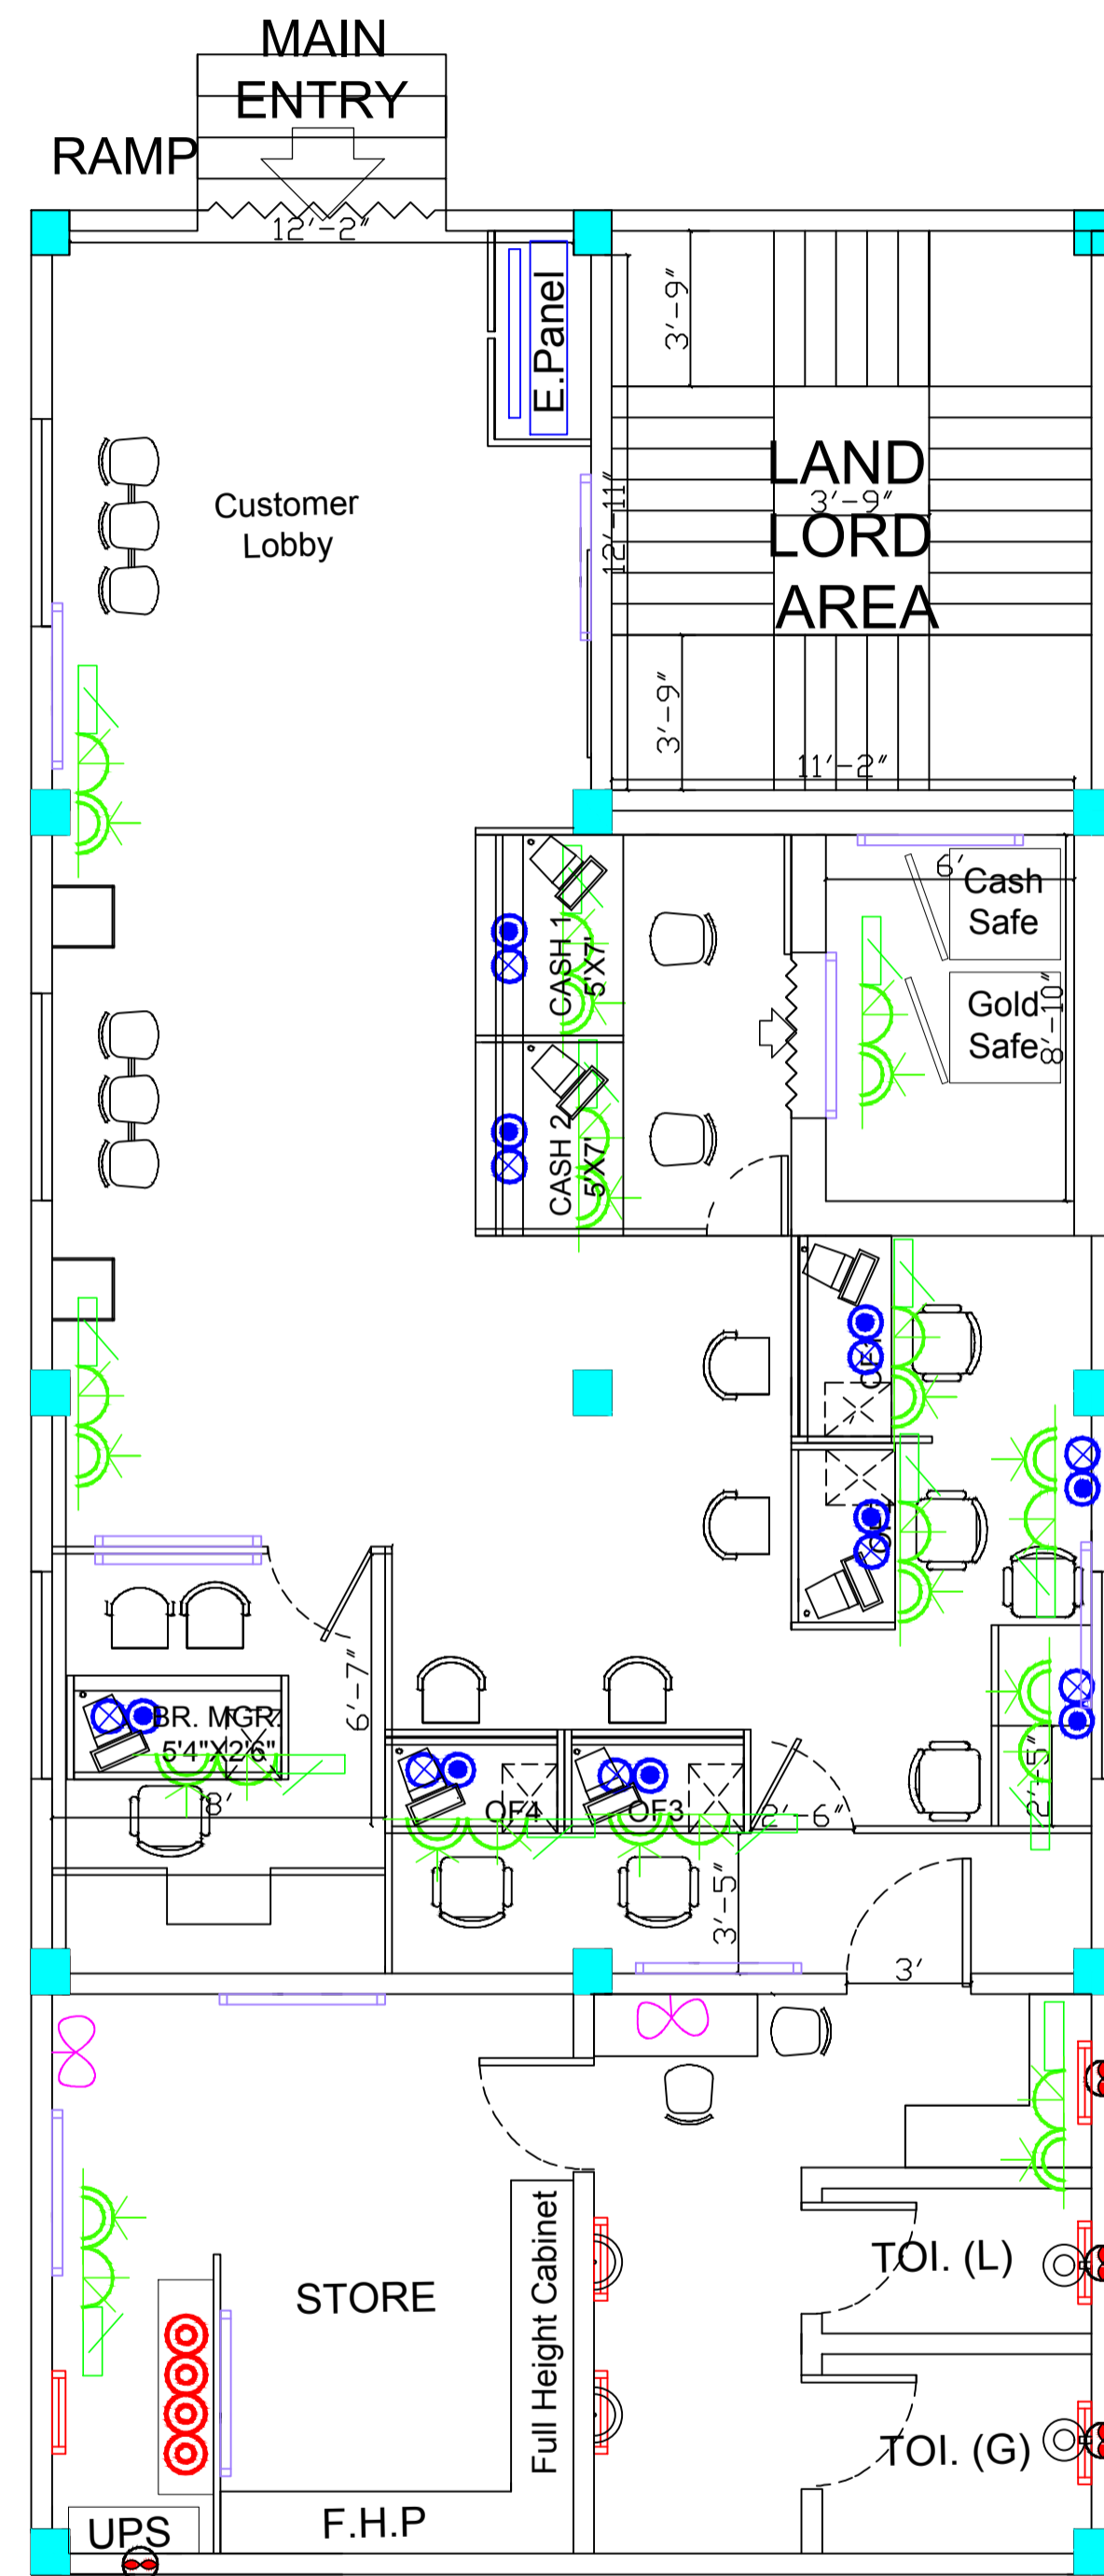 MAIN
ENTRY
RAMP
12'-2"
E.Panel
3'-9"
Customer
Lobby
LAND
LORD
AREA
3'-9"
12'-11"
3'-9"
11'-2"
6'
Cash
Safe
Gold
Safe
8'-10"
CASH 1
5'X7'
CASH 2
5'X7'
6'-7"
BR. MGR.
5'4"X2'6"
8'
OF4
OF3
2'-6"
2'-5"
3'-5"
3'
STORE
Full Height Cabinet
TOI. (L)
TOI. (G)
UPS
F.H.P